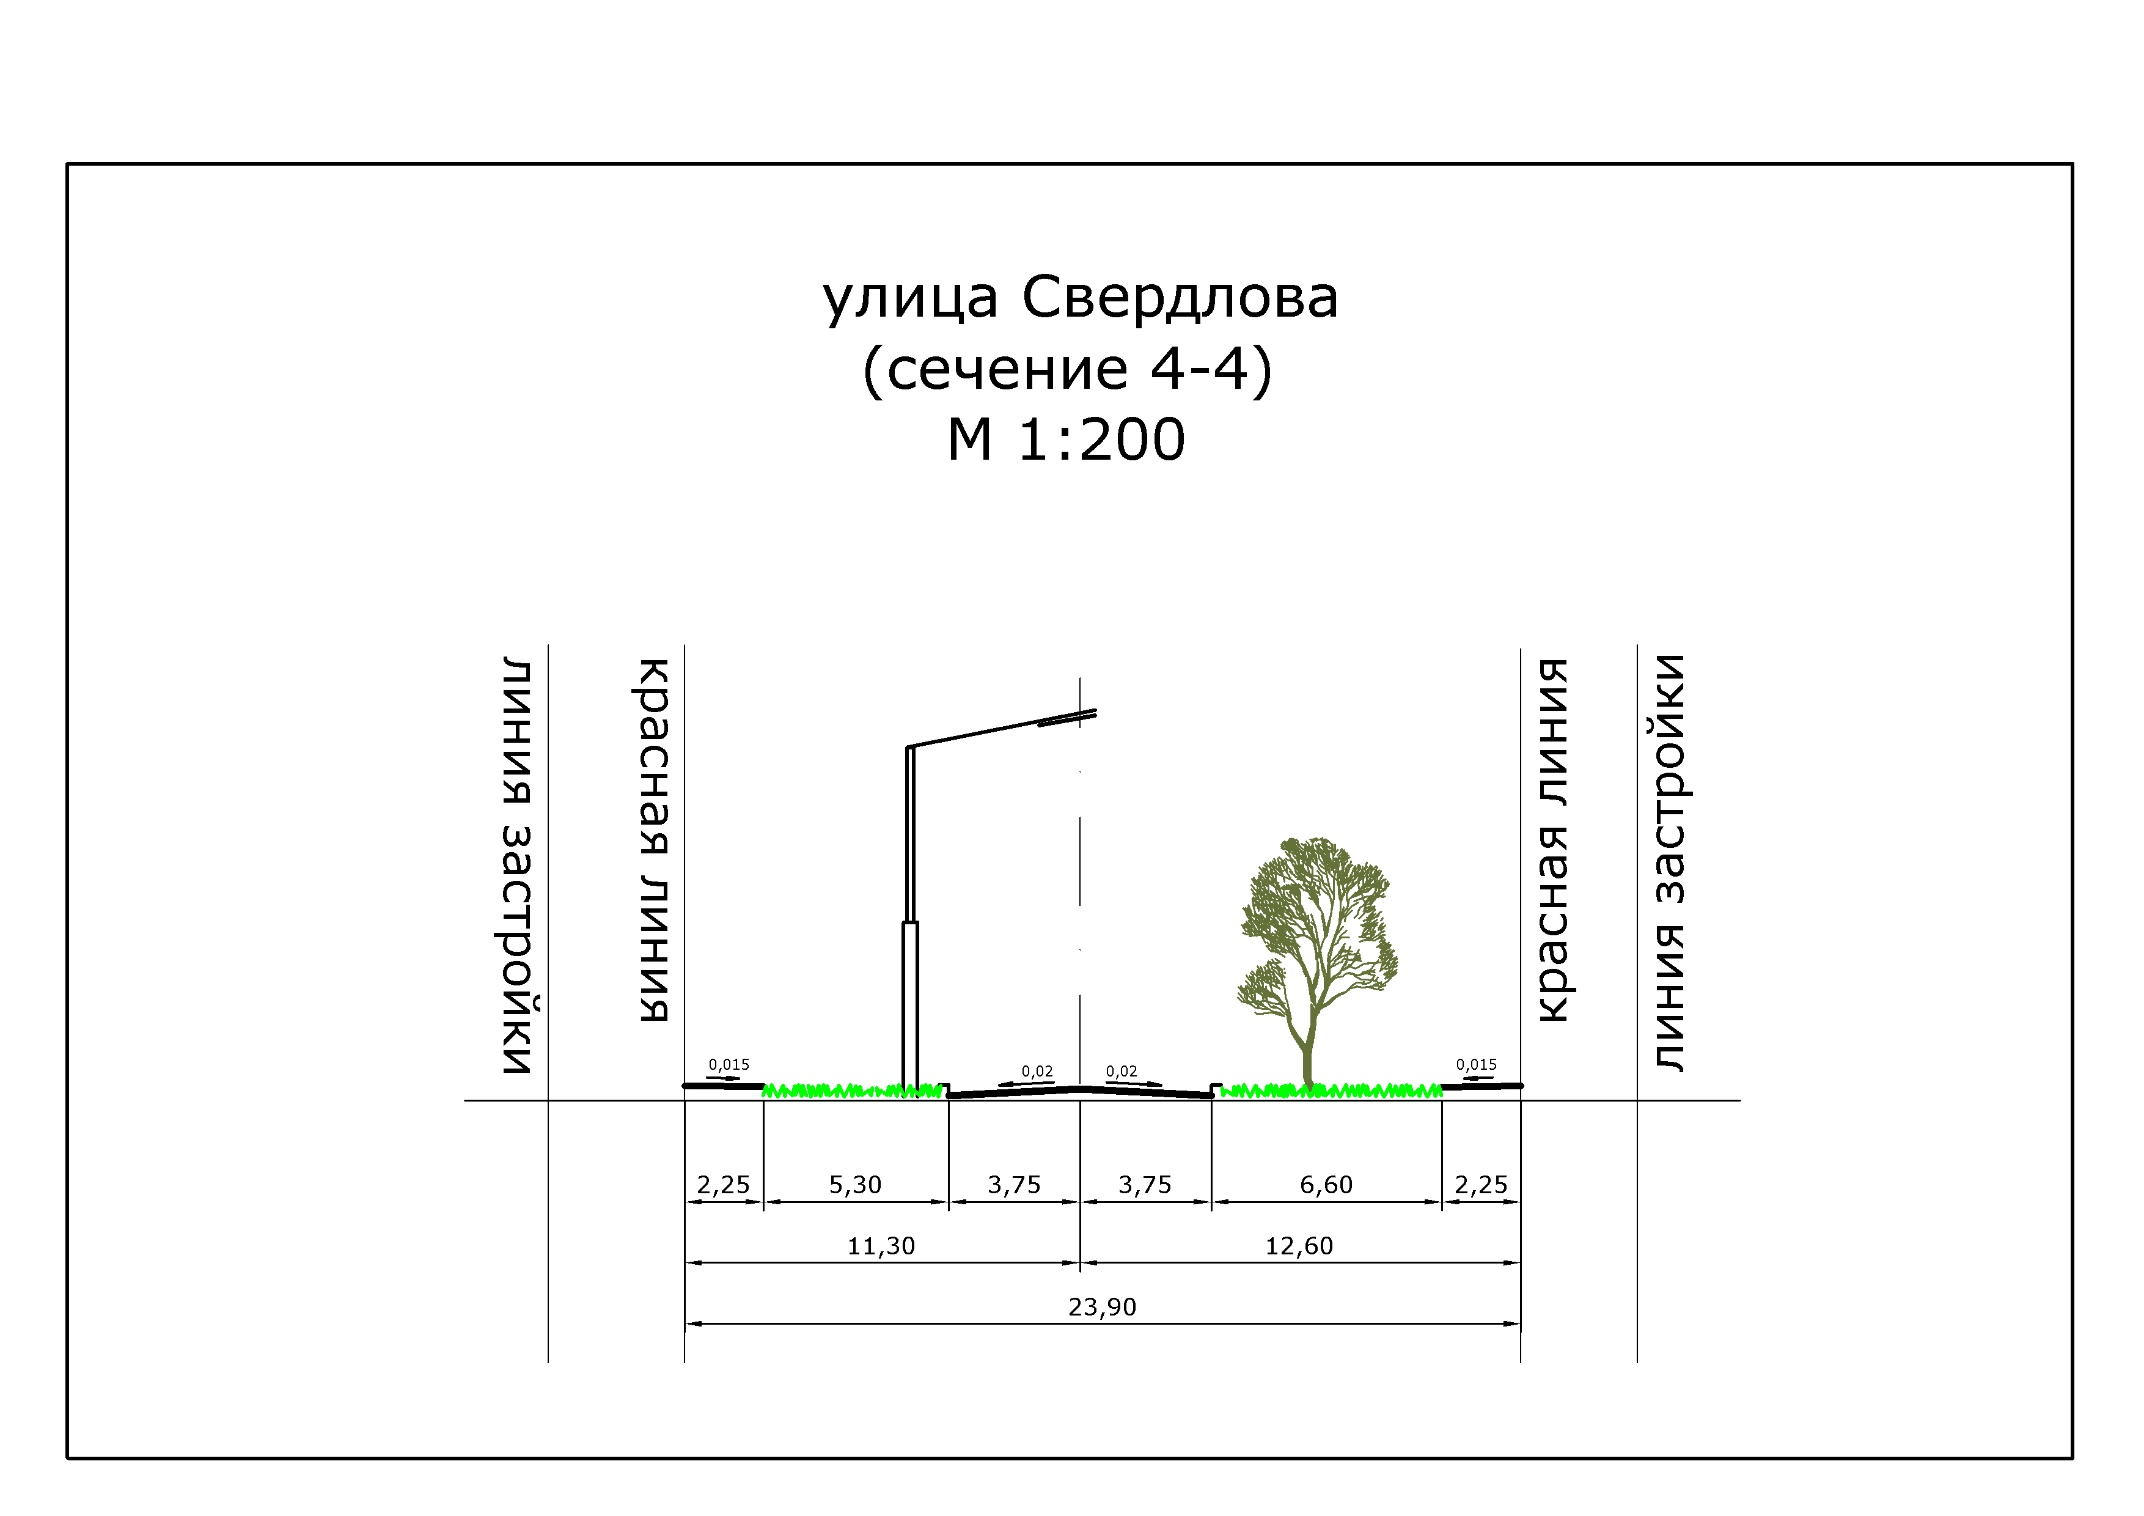 улица Свердлова
(сечение 4-4)
М 1:200
линия застройки
красная линия
красная линия
линия застройки
0,015
0,02
0,02
0,015
2,25
5,30
3,75
3,75
6,60
2,25
11,30
12,60
23,90